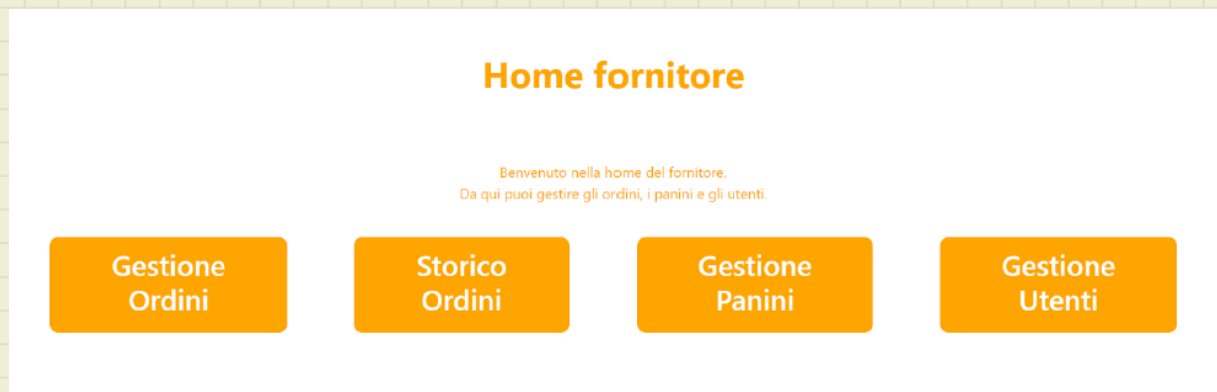 Home fornitore
Benvenuto nella home del fornitore.
Da qui puoi gestire gli ordini, i panini e gli utenti.
Gestione
Ordini
Storico
Ordini
Gestione
Panini
Gestione
Utenti